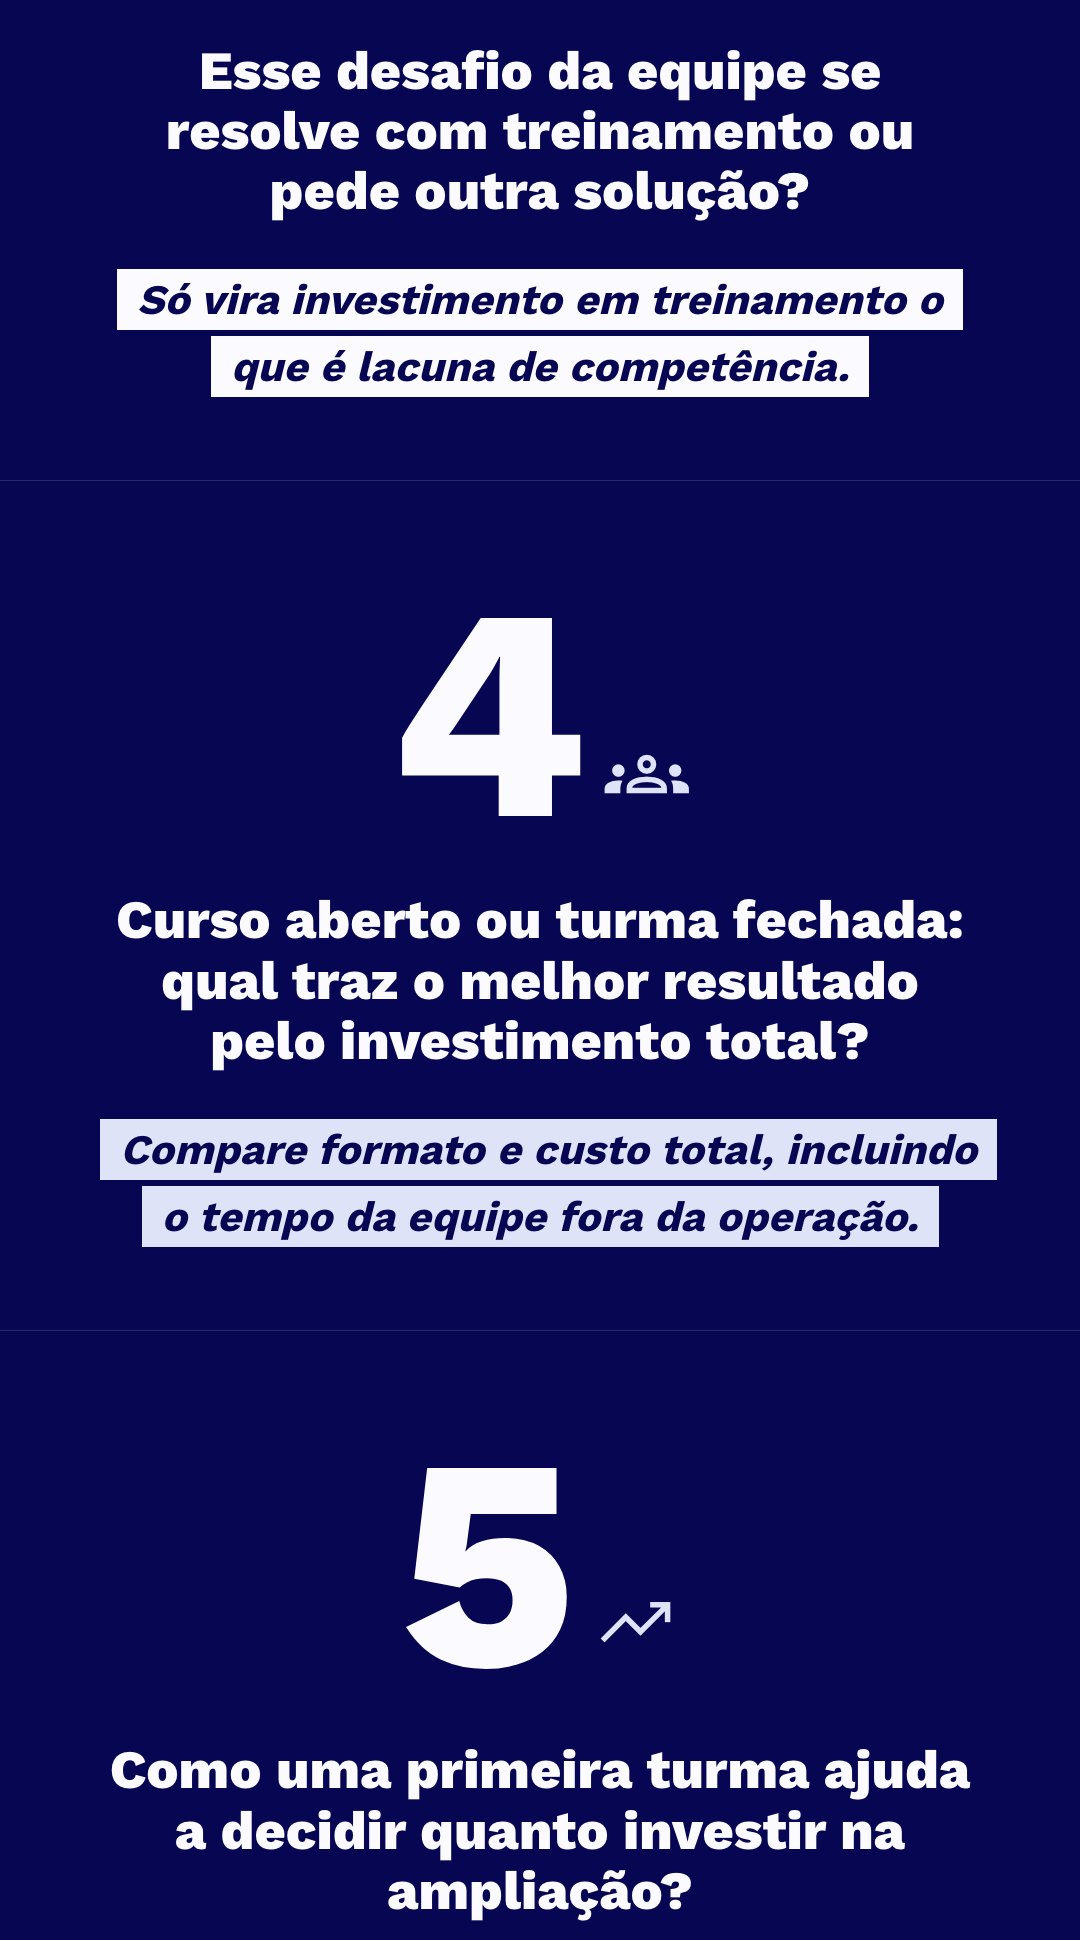 Esse desafio da equipe se
resolve com treinamento ou
pede outra solução?
Só vira investimento em treinamento o
que é lacuna de competência.
4
Curso aberto ou turma fechada:
qual traz o melhor resultado
pelo investimento total?
Compare formato e custo total, incluindo
o tempo da equipe fora da operação.
5
Como uma primeira turma ajuda
a decidir quanto investir na
ampliação?